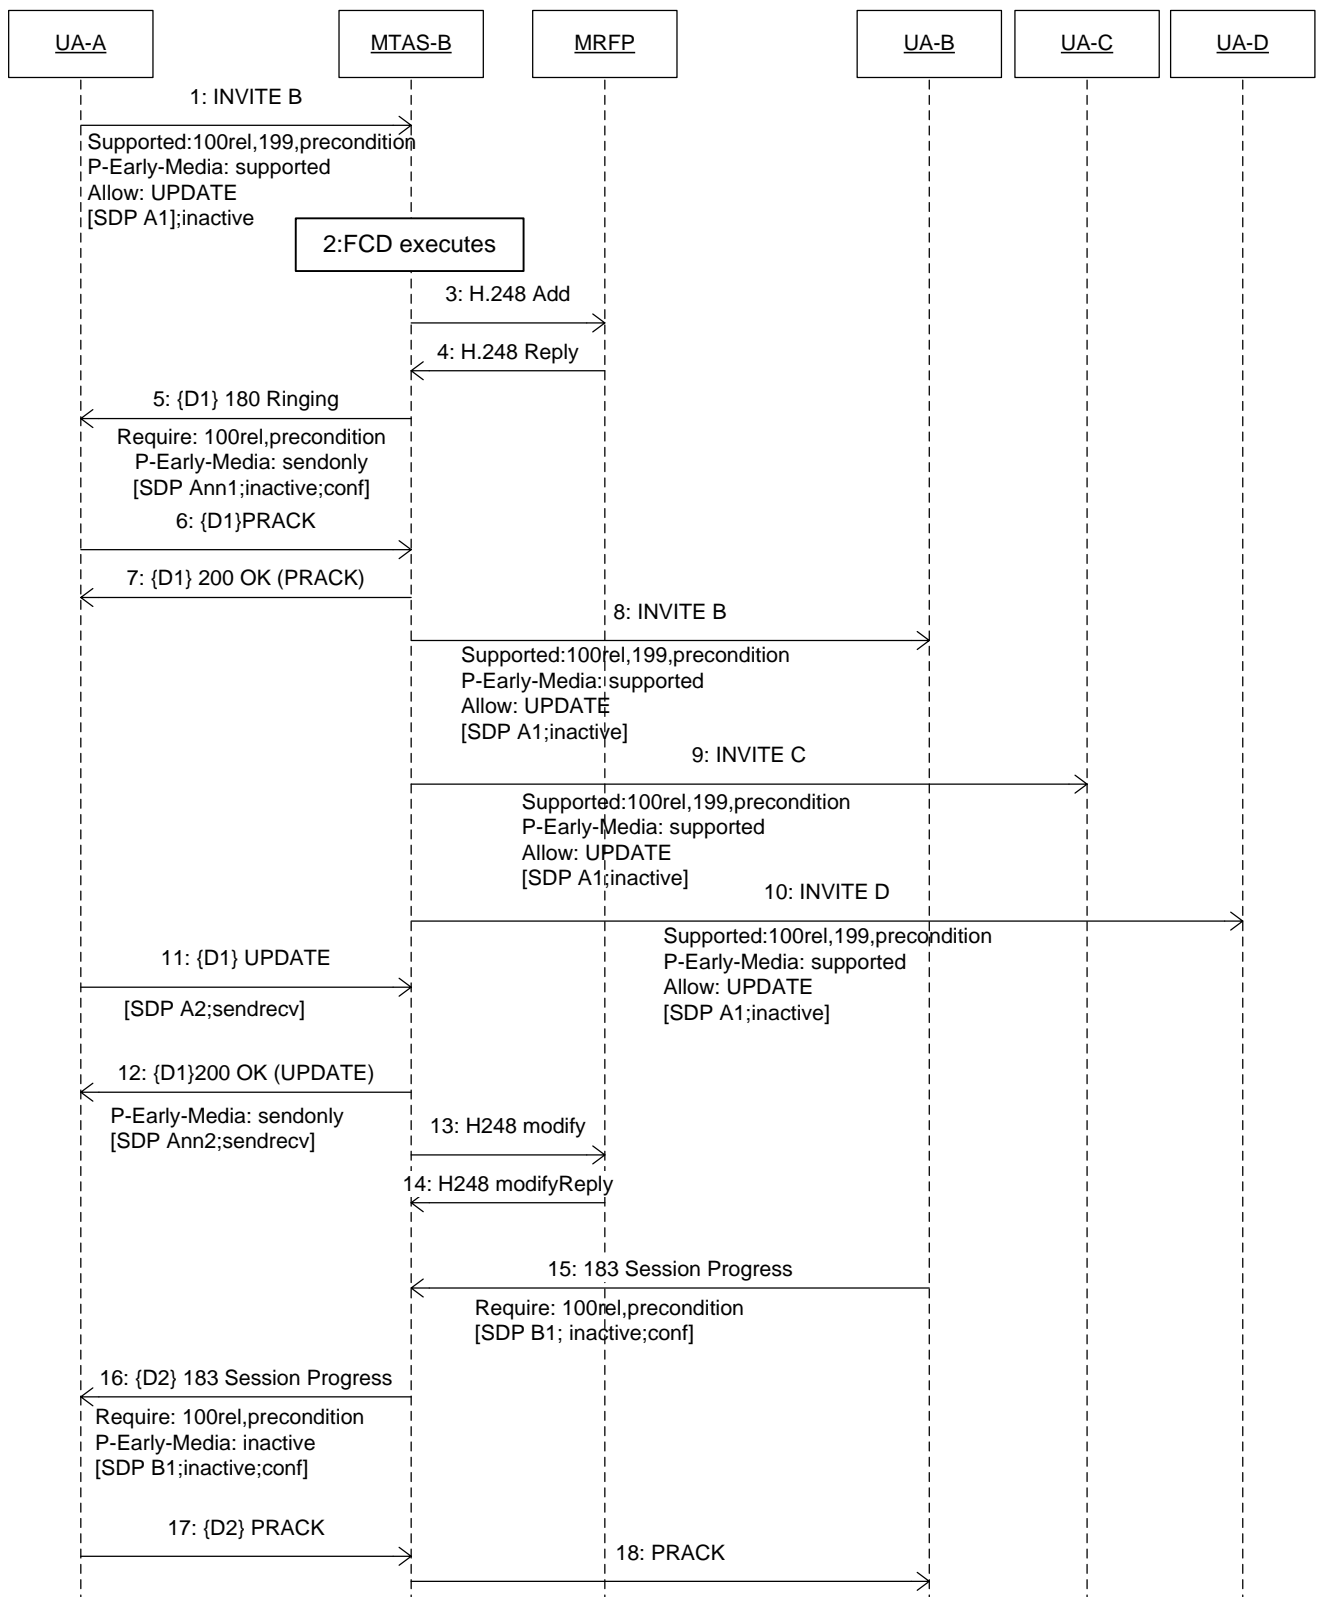 UA-A
MTAS-B
MRFP
UA-B
UA-C
UA-D
1: INVITE B
Supported:100rel,199,precondition
P-Early-Media: supported
Allow: UPDATE
[SDP A1];inactive
2:FCD executes
3: H.248 Add
4: H.248 Reply
5: {D1} 180 Ringing
Require: 100rel,precondition
P-Early-Media: sendonly
[SDP Ann1;inactive;conf]
6: {D1}PRACK
7: {D1} 200 OK (PRACK)
8: INVITE B
Supported:100rel,199,precondition
P-Early-Media: supported
Allow: UPDATE
[SDP A1;inactive]
9: INVITE C
Supported:100rel,199,precondition
P-Early-Media: supported
Allow: UPDATE
[SDP A1;inactive]
10: INVITE D
Supported:100rel,199,precondition
P-Early-Media: supported
Allow: UPDATE
[SDP A1;inactive]
11: {D1} UPDATE
[SDP A2;sendrecv]
12: {D1}200 OK (UPDATE)
P-Early-Media: sendonly
[SDP Ann2;sendrecv]
13: H248 modify
14: H248 modifyReply
15: 183 Session Progress
Require: 100rel,precondition
[SDP B1; inactive;conf]
16: {D2} 183 Session Progress
Require: 100rel,precondition
P-Early-Media: inactive
[SDP B1;inactive;conf]
17: {D2} PRACK
18: PRACK